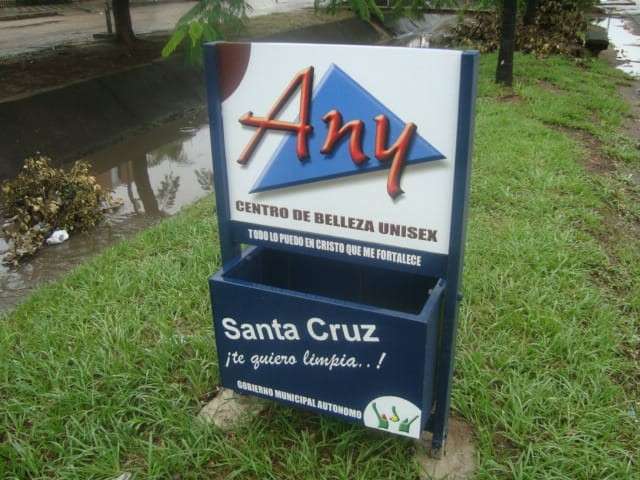 Any
CENTRO DE BELLEZA UNISEX
TODO LO PUEDO EN CRISTO QUE ME FORTALECE
Santa Cruz
¡te quiero limpia..!
GOBIERNO MUNICIPAL AUTONOMO